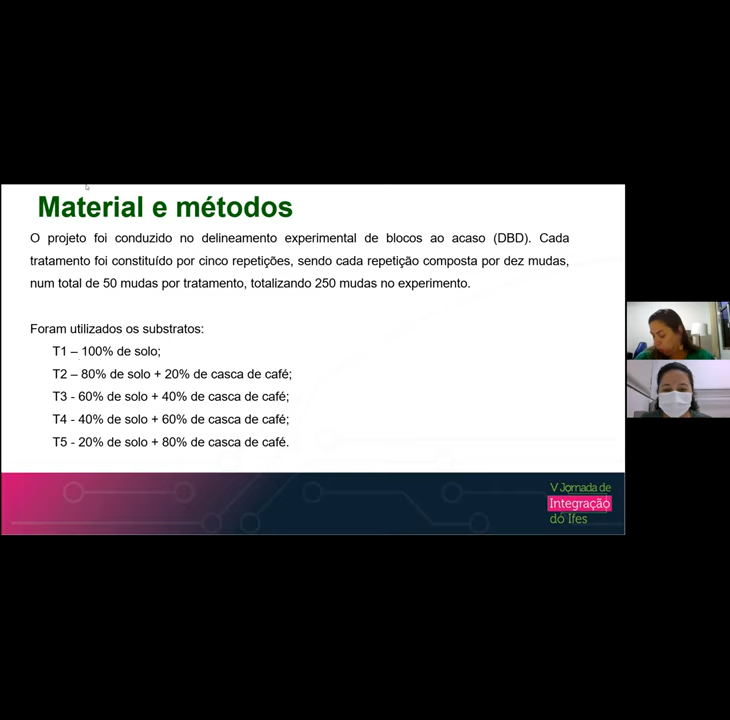 Material e métodos
O projeto foi conduzido no delineamento experimental de blocos ao acaso (DBD). Cada
tratamento foi constituído por cinco repetições, sendo cada repetição composta por dez mudas,
num total de 50 mudas por tratamento, totalizando 250 mudas no experimento.
Foram utilizados os substratos:
T1 – 100% de solo;
T2 – 80% de solo + 20% de casca de café;
T3 - 60% de solo + 40% de casca de café;
T4 - 40% de solo + 60% de casca de café;
T5 - 20% de solo + 80% de casca de café.
V Jornada de
Integração
do Ifes